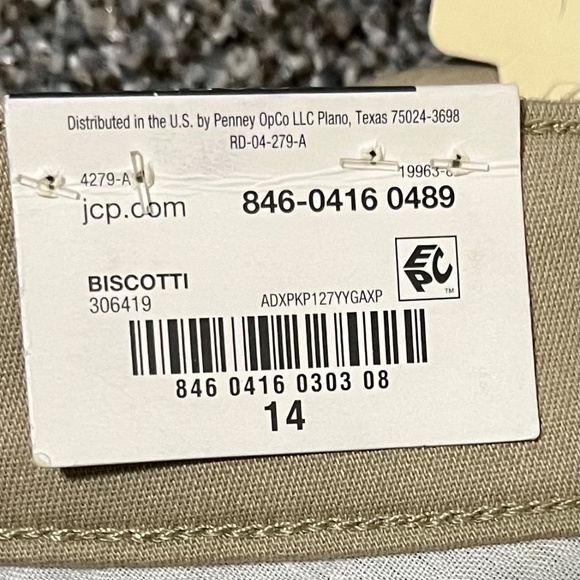 Distributed in the U.S. by Penney OpCo LLC Plano, Texas 75024-3698
RD-04-279-A
4279-A
jcp.com
846-0416 0489
BISCOTTI
306419
ADXPKP127YYGAXP
EPC TM
846 0416 0303 08
14